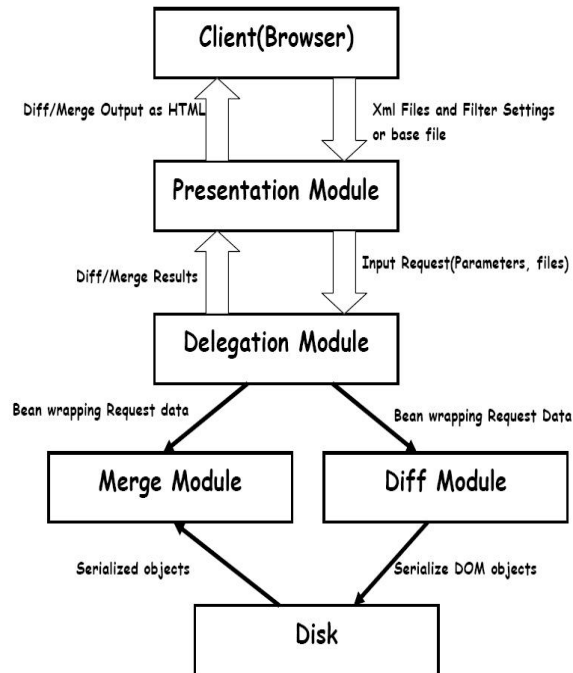 Client(Browser)
Diff/Merge Output as HTML
Xml Files and Filter Settings
or base file
Presentation Module
Diff/Merge Results
Input Request(Parameters, files)
Delegation Module
Bean wrapping Request data
Bean wrapping Request Data
Merge Module
Diff Module
Serialized objects
Serialize DOM objects
Disk